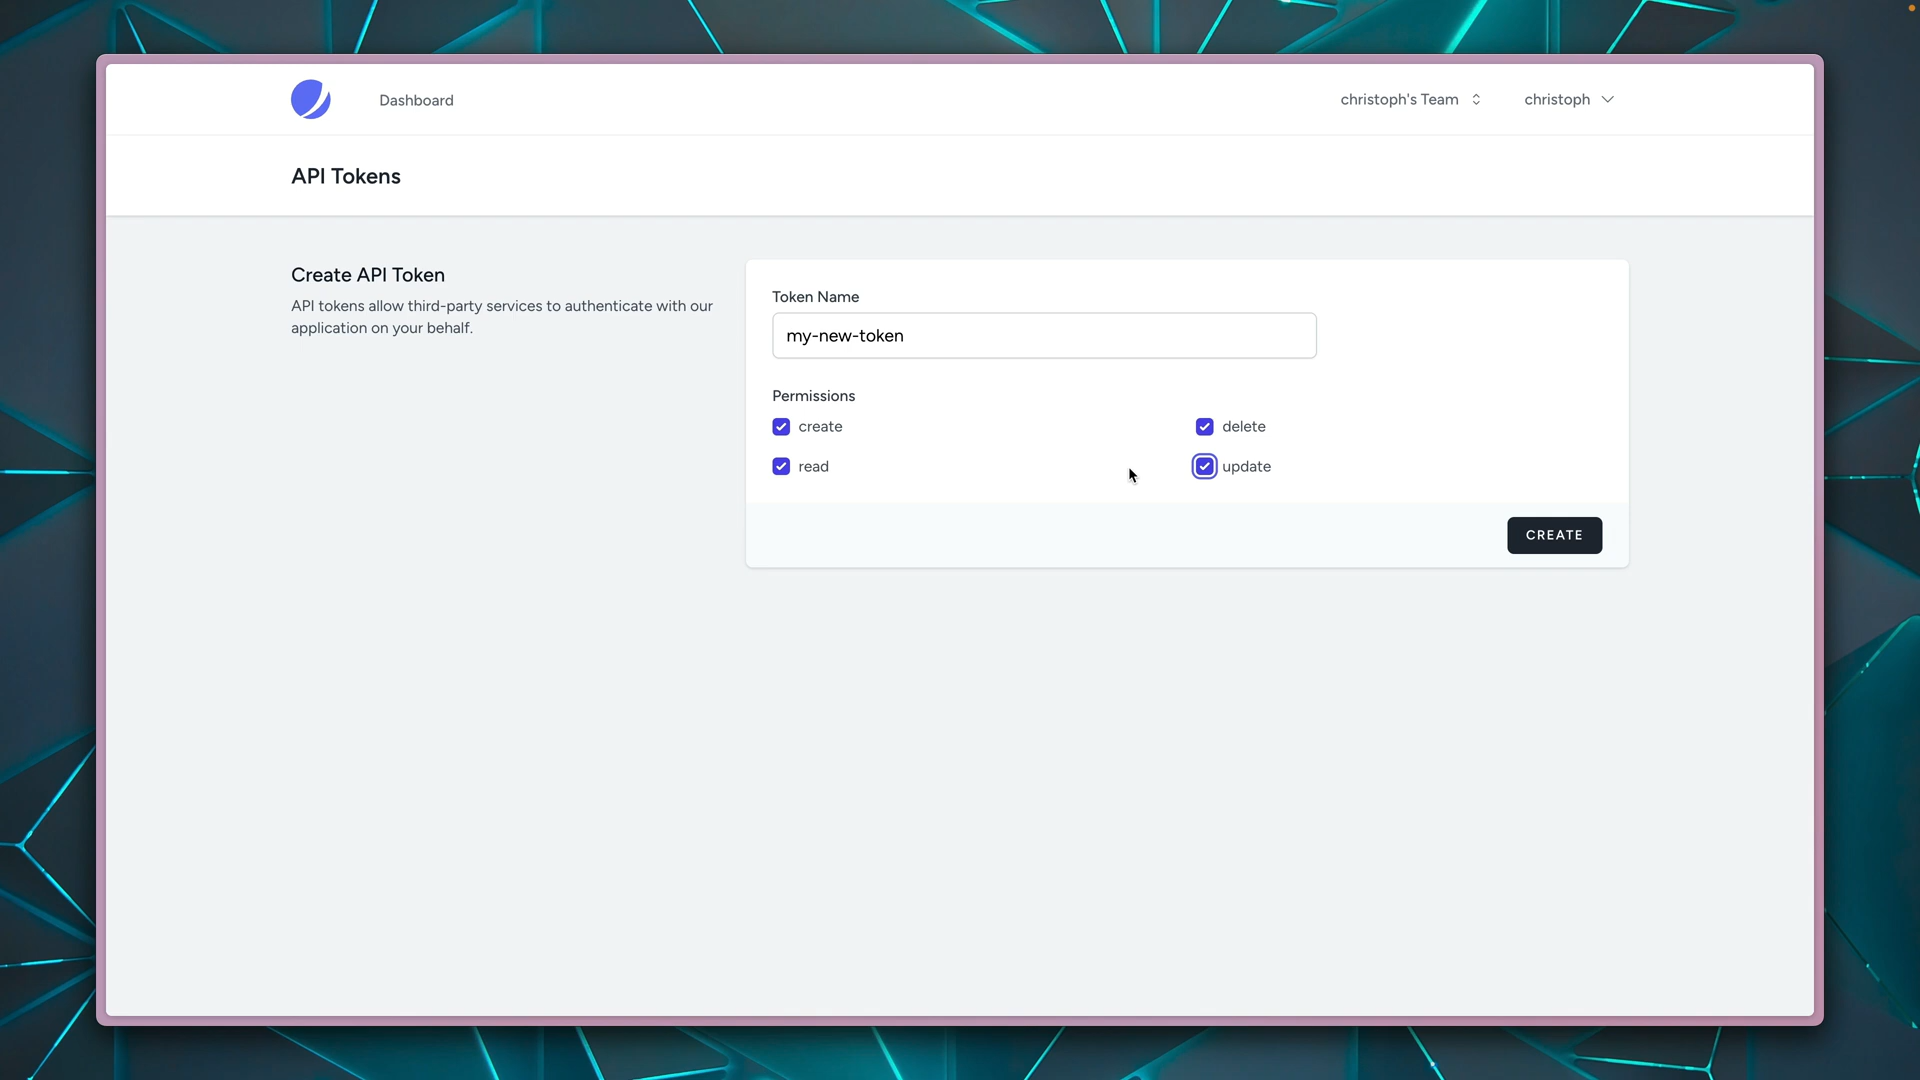 Dashboard
christoph's Team
christoph
API Tokens
Create API Token
API tokens allow third-party services to authenticate with our
application on your behalf.
Token Name
my-new-token
Permissions
create
delete
read
update
CREATE